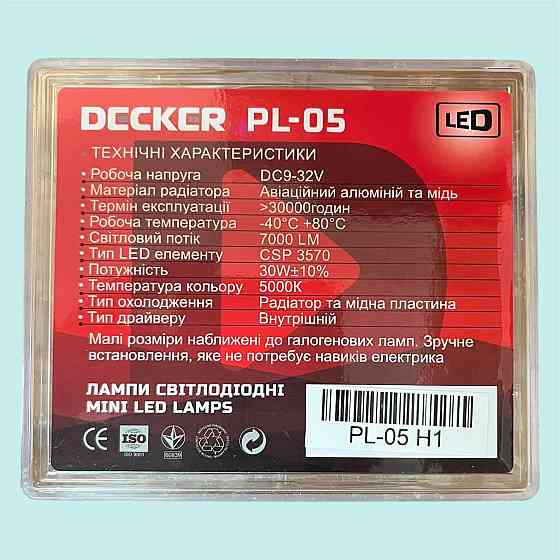 DECKER PL-05
LED
ТЕХНІЧНІ ХАРАКТЕРИСТИКИ
• Робоча напруга DC9-32V
• Матеріал радіатора Авіаційний алюміній та мідь
• Термін експлуатації >30000годин
• Робоча температура -40°C +80°C
• Світловий потік 7000 LM
• Тип LED елементу CSP 3570
• Потужність 30W±10%
• Температура кольору 5000К
• Тип охолодження Радіатор та мідна пластина
• Тип драйверу Внутрішній
Малі розміри наближені до галогенових ламп. Зручне
встановлення, яке не потребує навиків електрика
ЛАМПИ СВІТЛОДІОДНІ
MINI LED LAMPS
PL-05 H1
CE ISO
ISO 9001